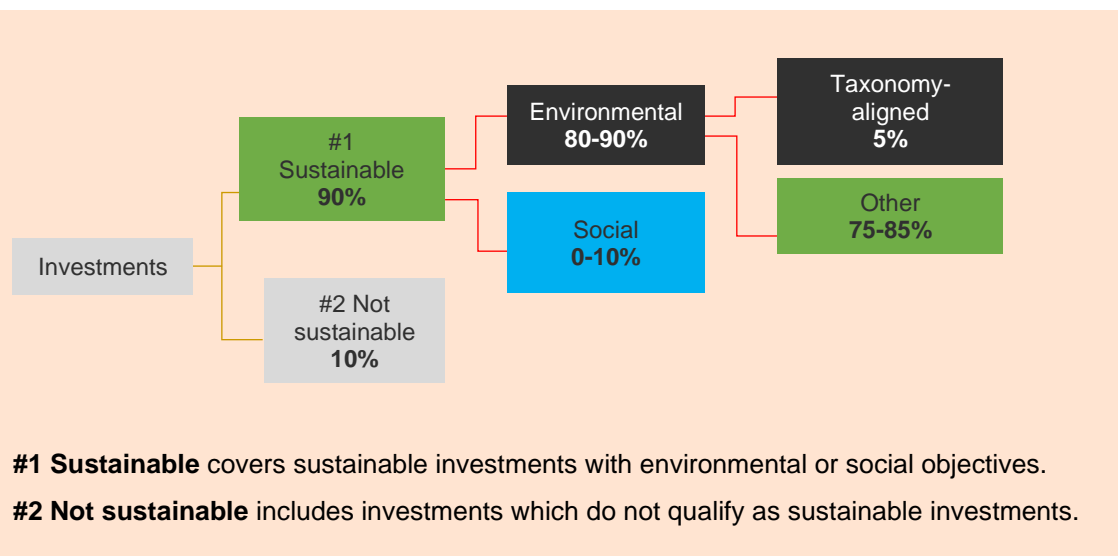 Taxonomy-
aligned
5%
Environmental
80-90%
#1
Sustainable
90%
Other
75-85%
Social
0-10%
Investments
#2 Not
sustainable
10%
#1 Sustainable covers sustainable investments with environmental or social objectives.
#2 Not sustainable includes investments which do not qualify as sustainable investments.